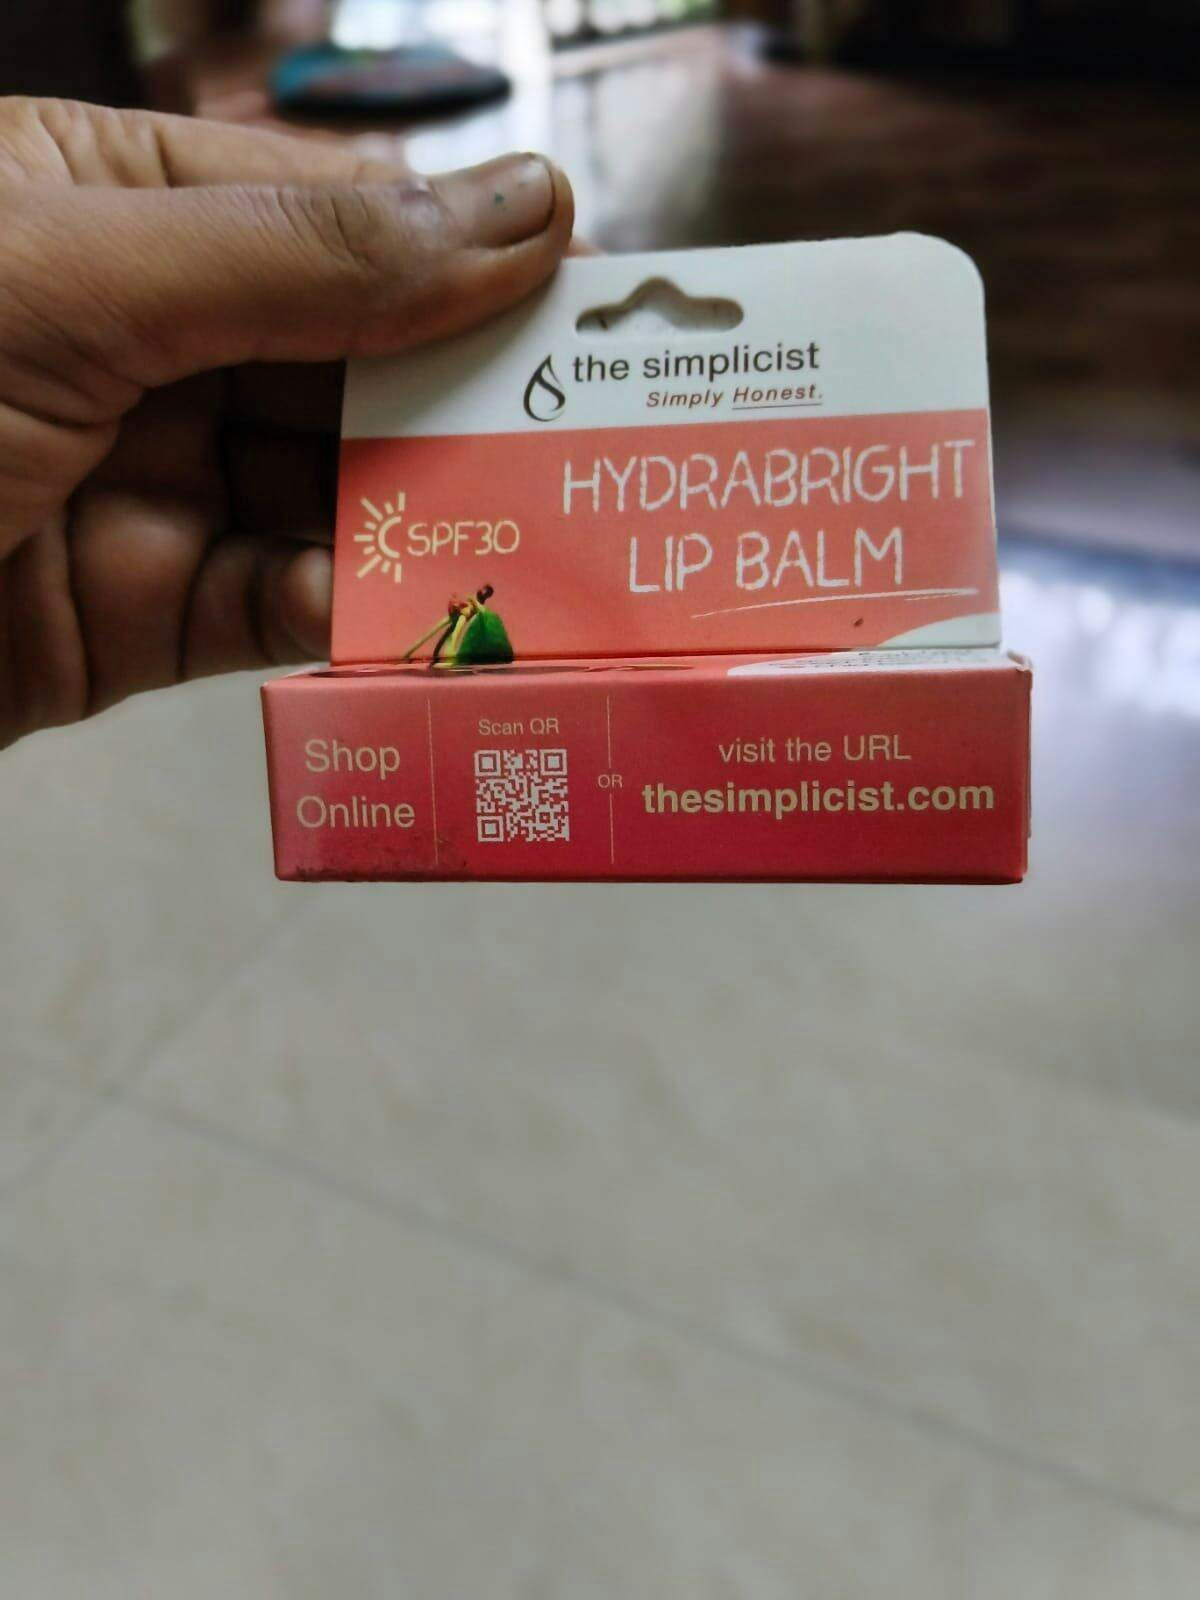 the simplicist
Simply Honest.
HYDRABRIGHT
LIP BALM
SPF30
Shop
Online
Scan QR
OR
visit the URL
thesimplicist.com